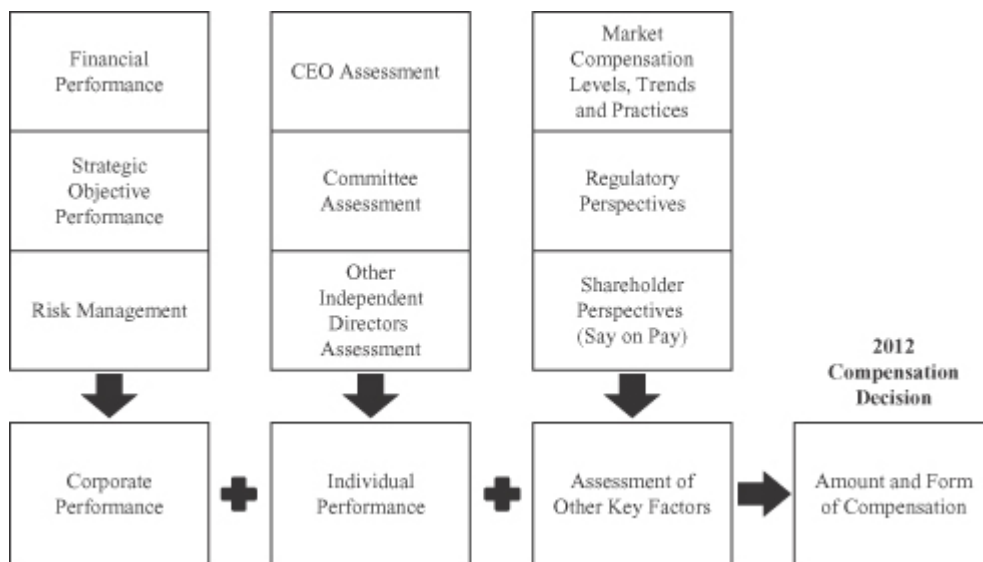 Financial
Performance
Strategic
Objective
Performance
Risk Management
Corporate
Performance
CEO Assessment
Committee
Assessment
Other
Independent
Directors
Assessment
Individual
Performance
Market
Compensation
Levels, Trends
and Practices
Regulatory
Perspectives
Shareholder
Perspectives
(Say on Pay)
Assessment of
Other Key Factors
2012
Compensation
Decision
Amount and Form
of Compensation